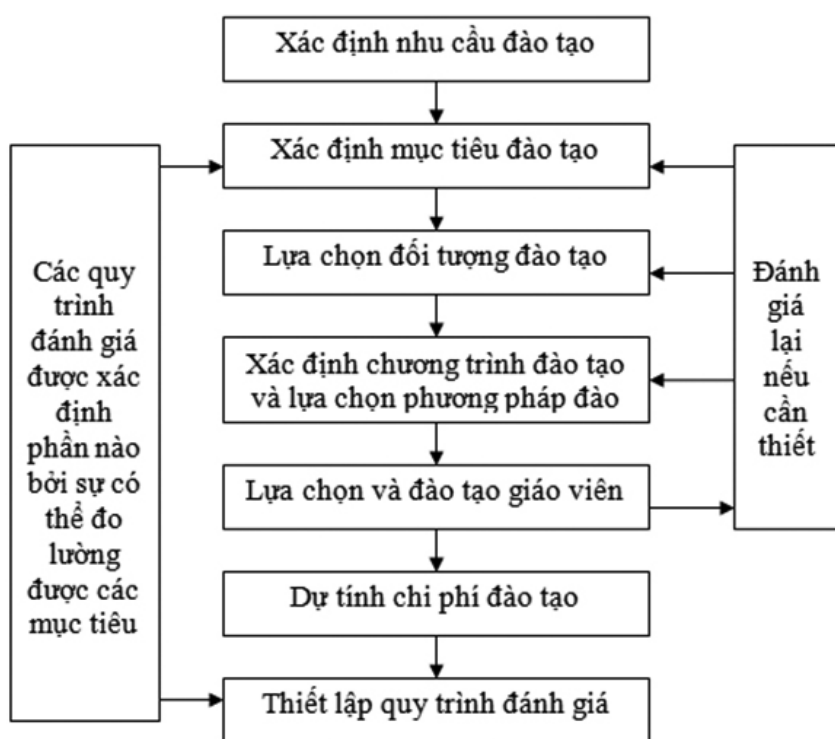 Xác định nhu cầu đào tạo
Xác định mục tiêu đào tạo
Lựa chọn đối tượng đào tạo
Xác định chương trình đào tạo
và lựa chọn phương pháp đào
Lựa chọn và đào tạo giáo viên
Dự tính chi phí đào tạo
Thiết lập quy trình đánh giá
Các quy
trình
đánh giá
được xác
định
phần nào
bởi sự có
thể đo
lường
được các
mục tiêu
Đánh
giá
lại
nếu
cần
thiết